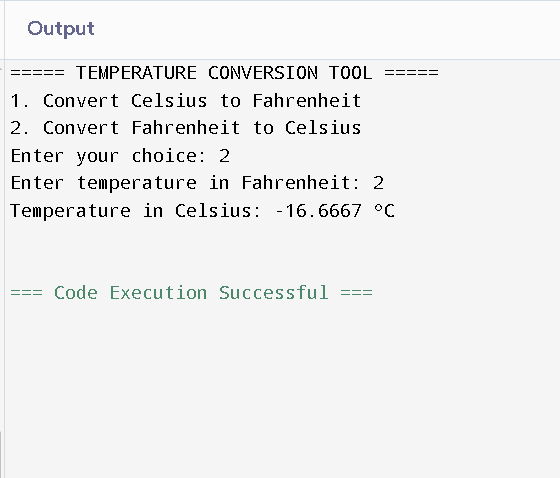 Output
===== TEMPERATURE CONVERSION TOOL =====
1. Convert Celsius to Fahrenheit
2. Convert Fahrenheit to Celsius
Enter your choice: 2
Enter temperature in Fahrenheit: 2
Temperature in Celsius: -16.6667 °C
=== Code Execution Successful ===